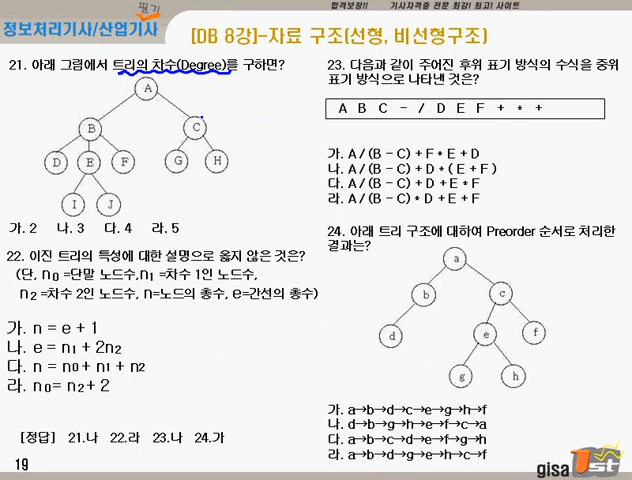 필기
정보처리기사/산업기사
합격보장!! 기사자격증 전문 최강! 최고! 사이트
[DB 8강]-자료 구조(선형, 비선형구조)
21. 아래 그림에서 트리의 차수(Degree)를 구하면?
A
B
C
D
E
F
G
H
I
J
가. 2 나. 3 다. 4 라. 5
22. 이진 트리의 특성에 대한 설명으로 옳지 않은 것은?
(단, n0 =단말 노드수,n1 =차수 1인 노드수,
n2 =차수 2인 노드수, n=노드의 총수, e=간선의 총수)
가. n = e + 1
나. e = n1 + 2n2
다. n = n0 + n1 + n2
라. n0= n2 + 2
[정답] 21.나 22.라 23.나 24.가
19
23. 다음과 같이 주어진 후위 표기 방식의 수식을 중위
표기 방식으로 나타낸 것은?
A B C - / D E F + * +
가. A / (B - C) + F * E + D
나. A / (B - C) + D * ( E + F )
다. A / (B - C) + D + E * F
라. A / (B - C) * D + E + F
24. 아래 트리 구조에 대하여 Preorder 순서로 처리한
결과는?
a
b
c
d
e
f
g
h
가. a→b→d→c→e→g→h→f
나. d→b→g→h→e→f→c→a
다. a→b→c→d→e→f→g→h
라. a→b→d→g→e→h→c→f
gisa 1st